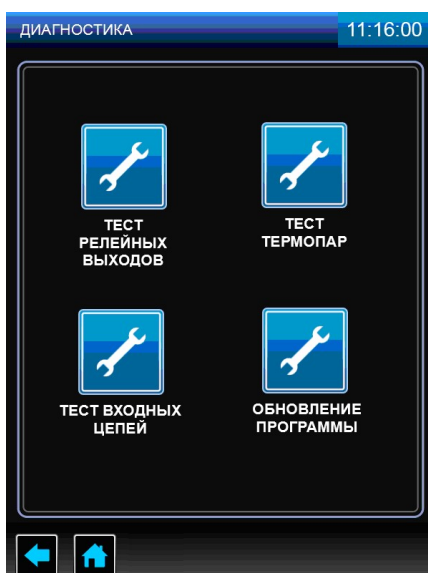 ДИАГНОСТИКА 11:16:00
ТЕСТ
РЕЛЕЙНЫХ
ВЫХОДОВ
ТЕСТ
ТЕРМОПАР
ТЕСТ ВХОДНЫХ
ЦЕПЕЙ
ОБНОВЛЕНИЕ
ПРОГРАММЫ